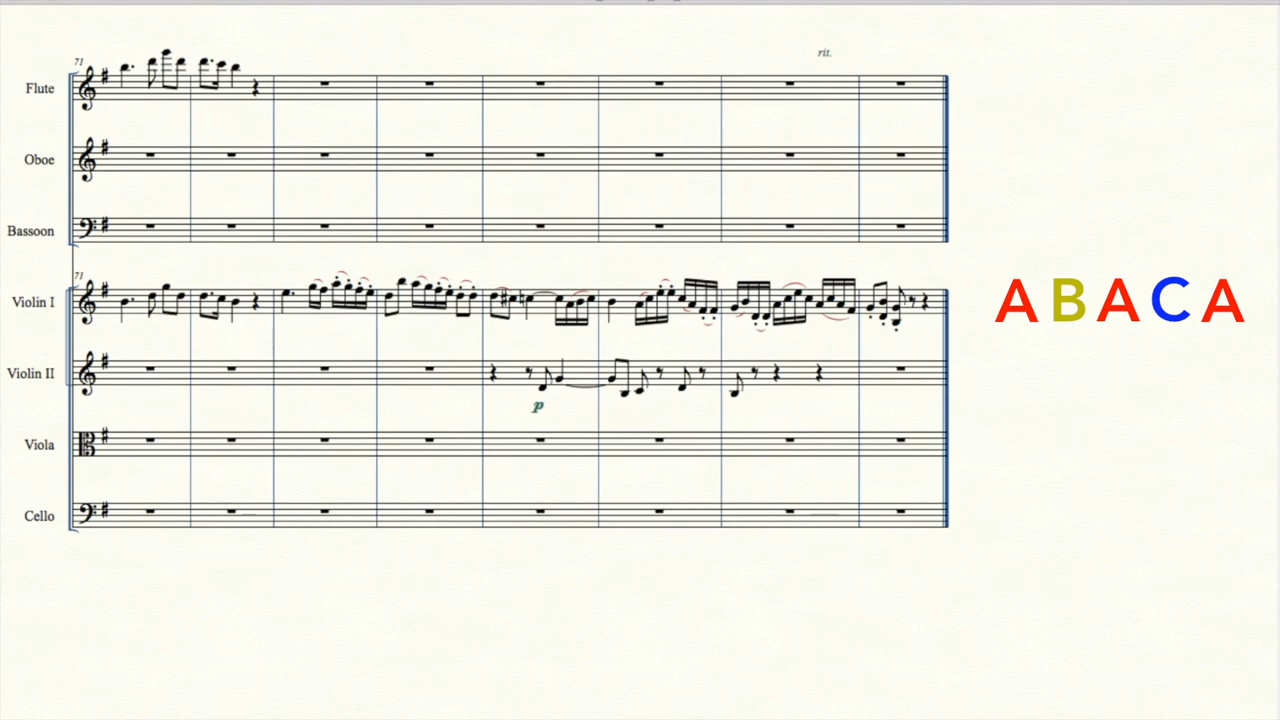 71
rit.
Flute
Oboe
Bassoon
71
Violin I
ABACA
Violin II
p
Viola
Cello